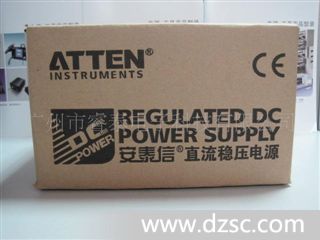 ATTEN®
INSTRUMENTS
CE
DC
POWER
REGULATED DC
POWER SUPPLY
安泰信 直流稳压电源
www.dzsc.com